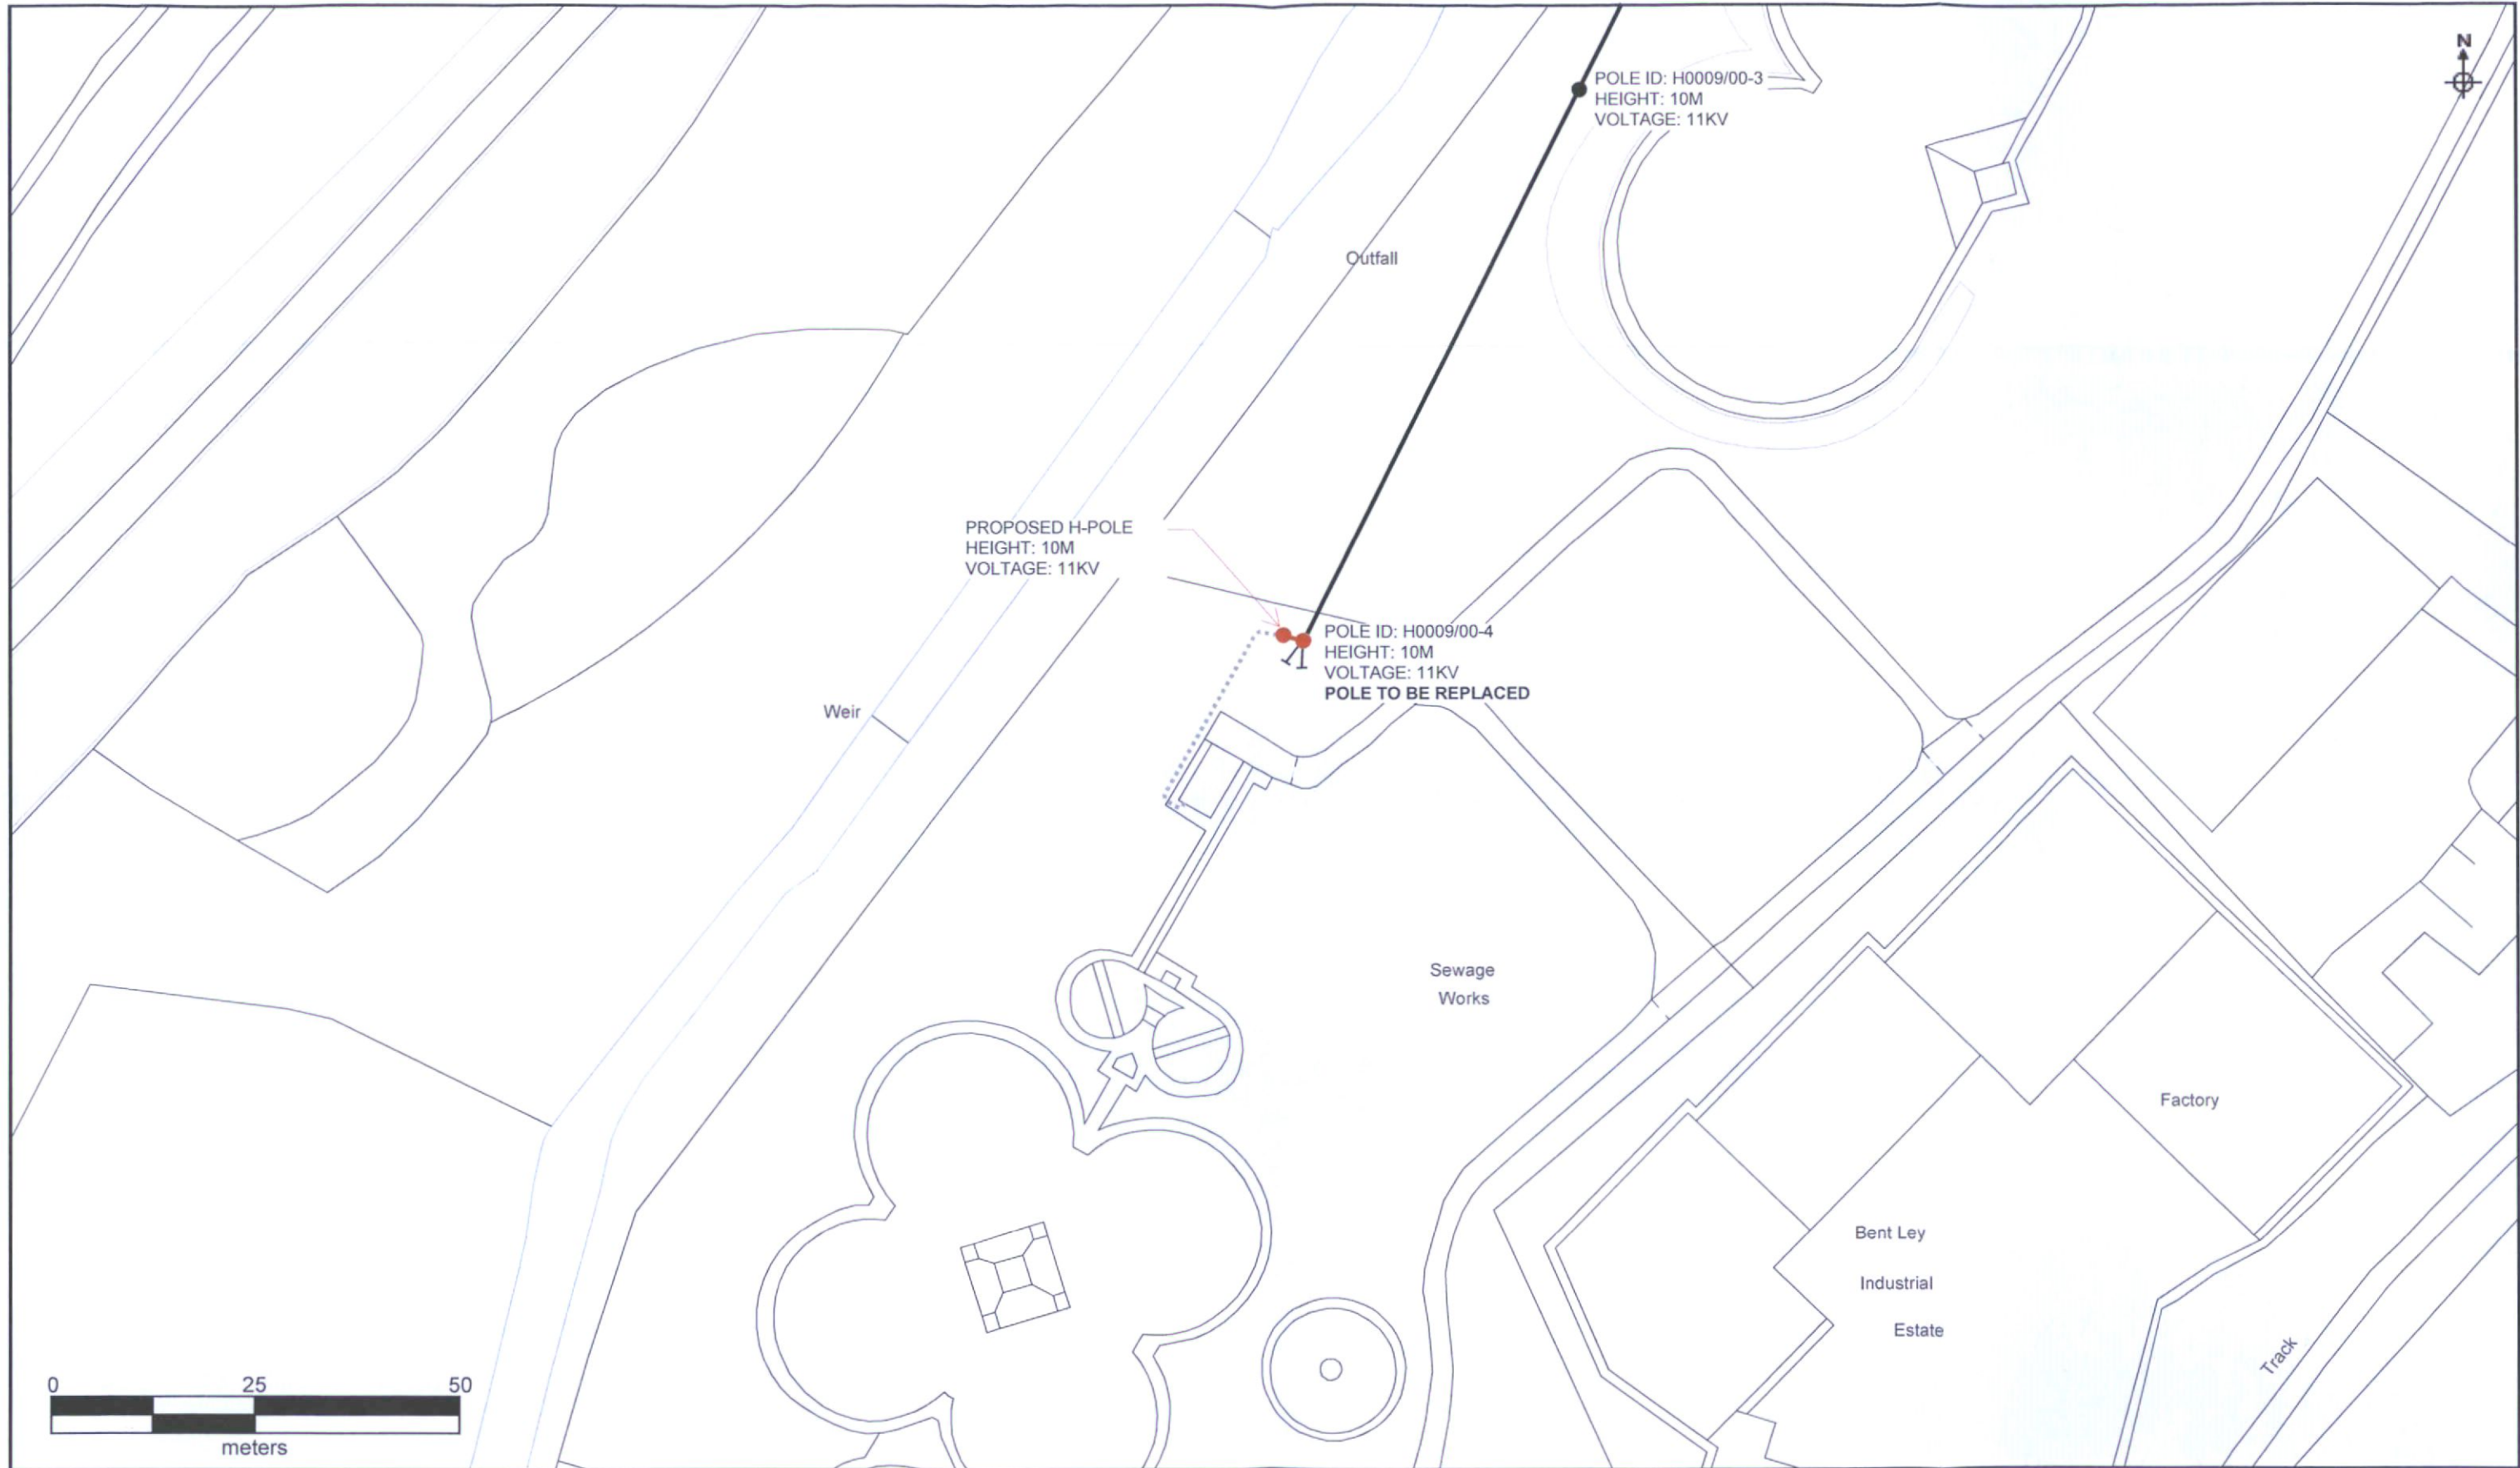 N
POLE ID: H0009/00-3
HEIGHT: 10M
VOLTAGE: 11KV
Outfall
PROPOSED H-POLE
HEIGHT: 10M
VOLTAGE: 11KV
POLE ID: H0009/00-4
HEIGHT: 10M
VOLTAGE: 11KV
POLE TO BE REPLACED
Weir
Sewage
Works
Factory
Bent Ley
Industrial
Estate
Track
0 25 50
meters